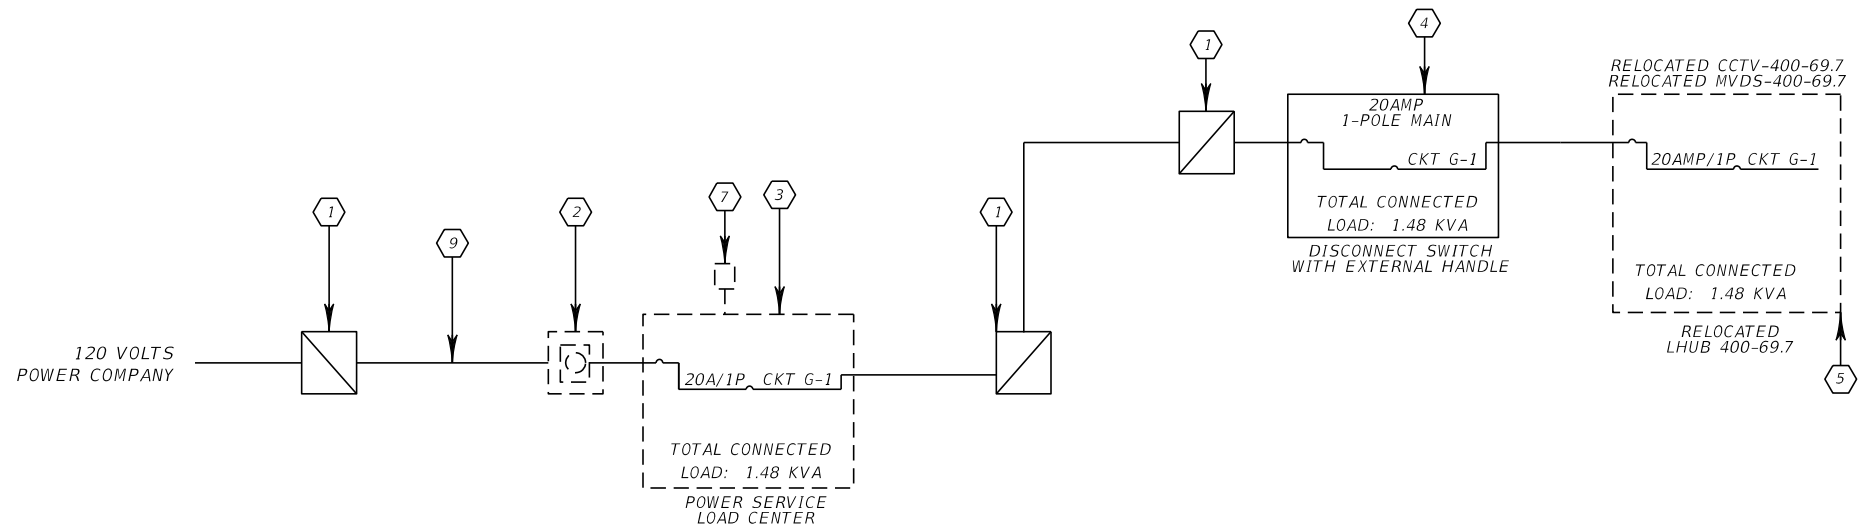 120 VOLTS
POWER COMPANY
1
9
2
7
3
20A/1P CKT G-1
TOTAL CONNECTED
LOAD: 1.48 KVA
POWER SERVICE
LOAD CENTER
1
1
4
20AMP
1-POLE MAIN
CKT G-1
TOTAL CONNECTED
LOAD: 1.48 KVA
DISCONNECT SWITCH
WITH EXTERNAL HANDLE
RELOCATED CCTV-400-69.7
RELOCATED MVDS-400-69.7
20AMP/1P CKT G-1
TOTAL CONNECTED
LOAD: 1.48 KVA
RELOCATED
LHUB 400-69.7
5